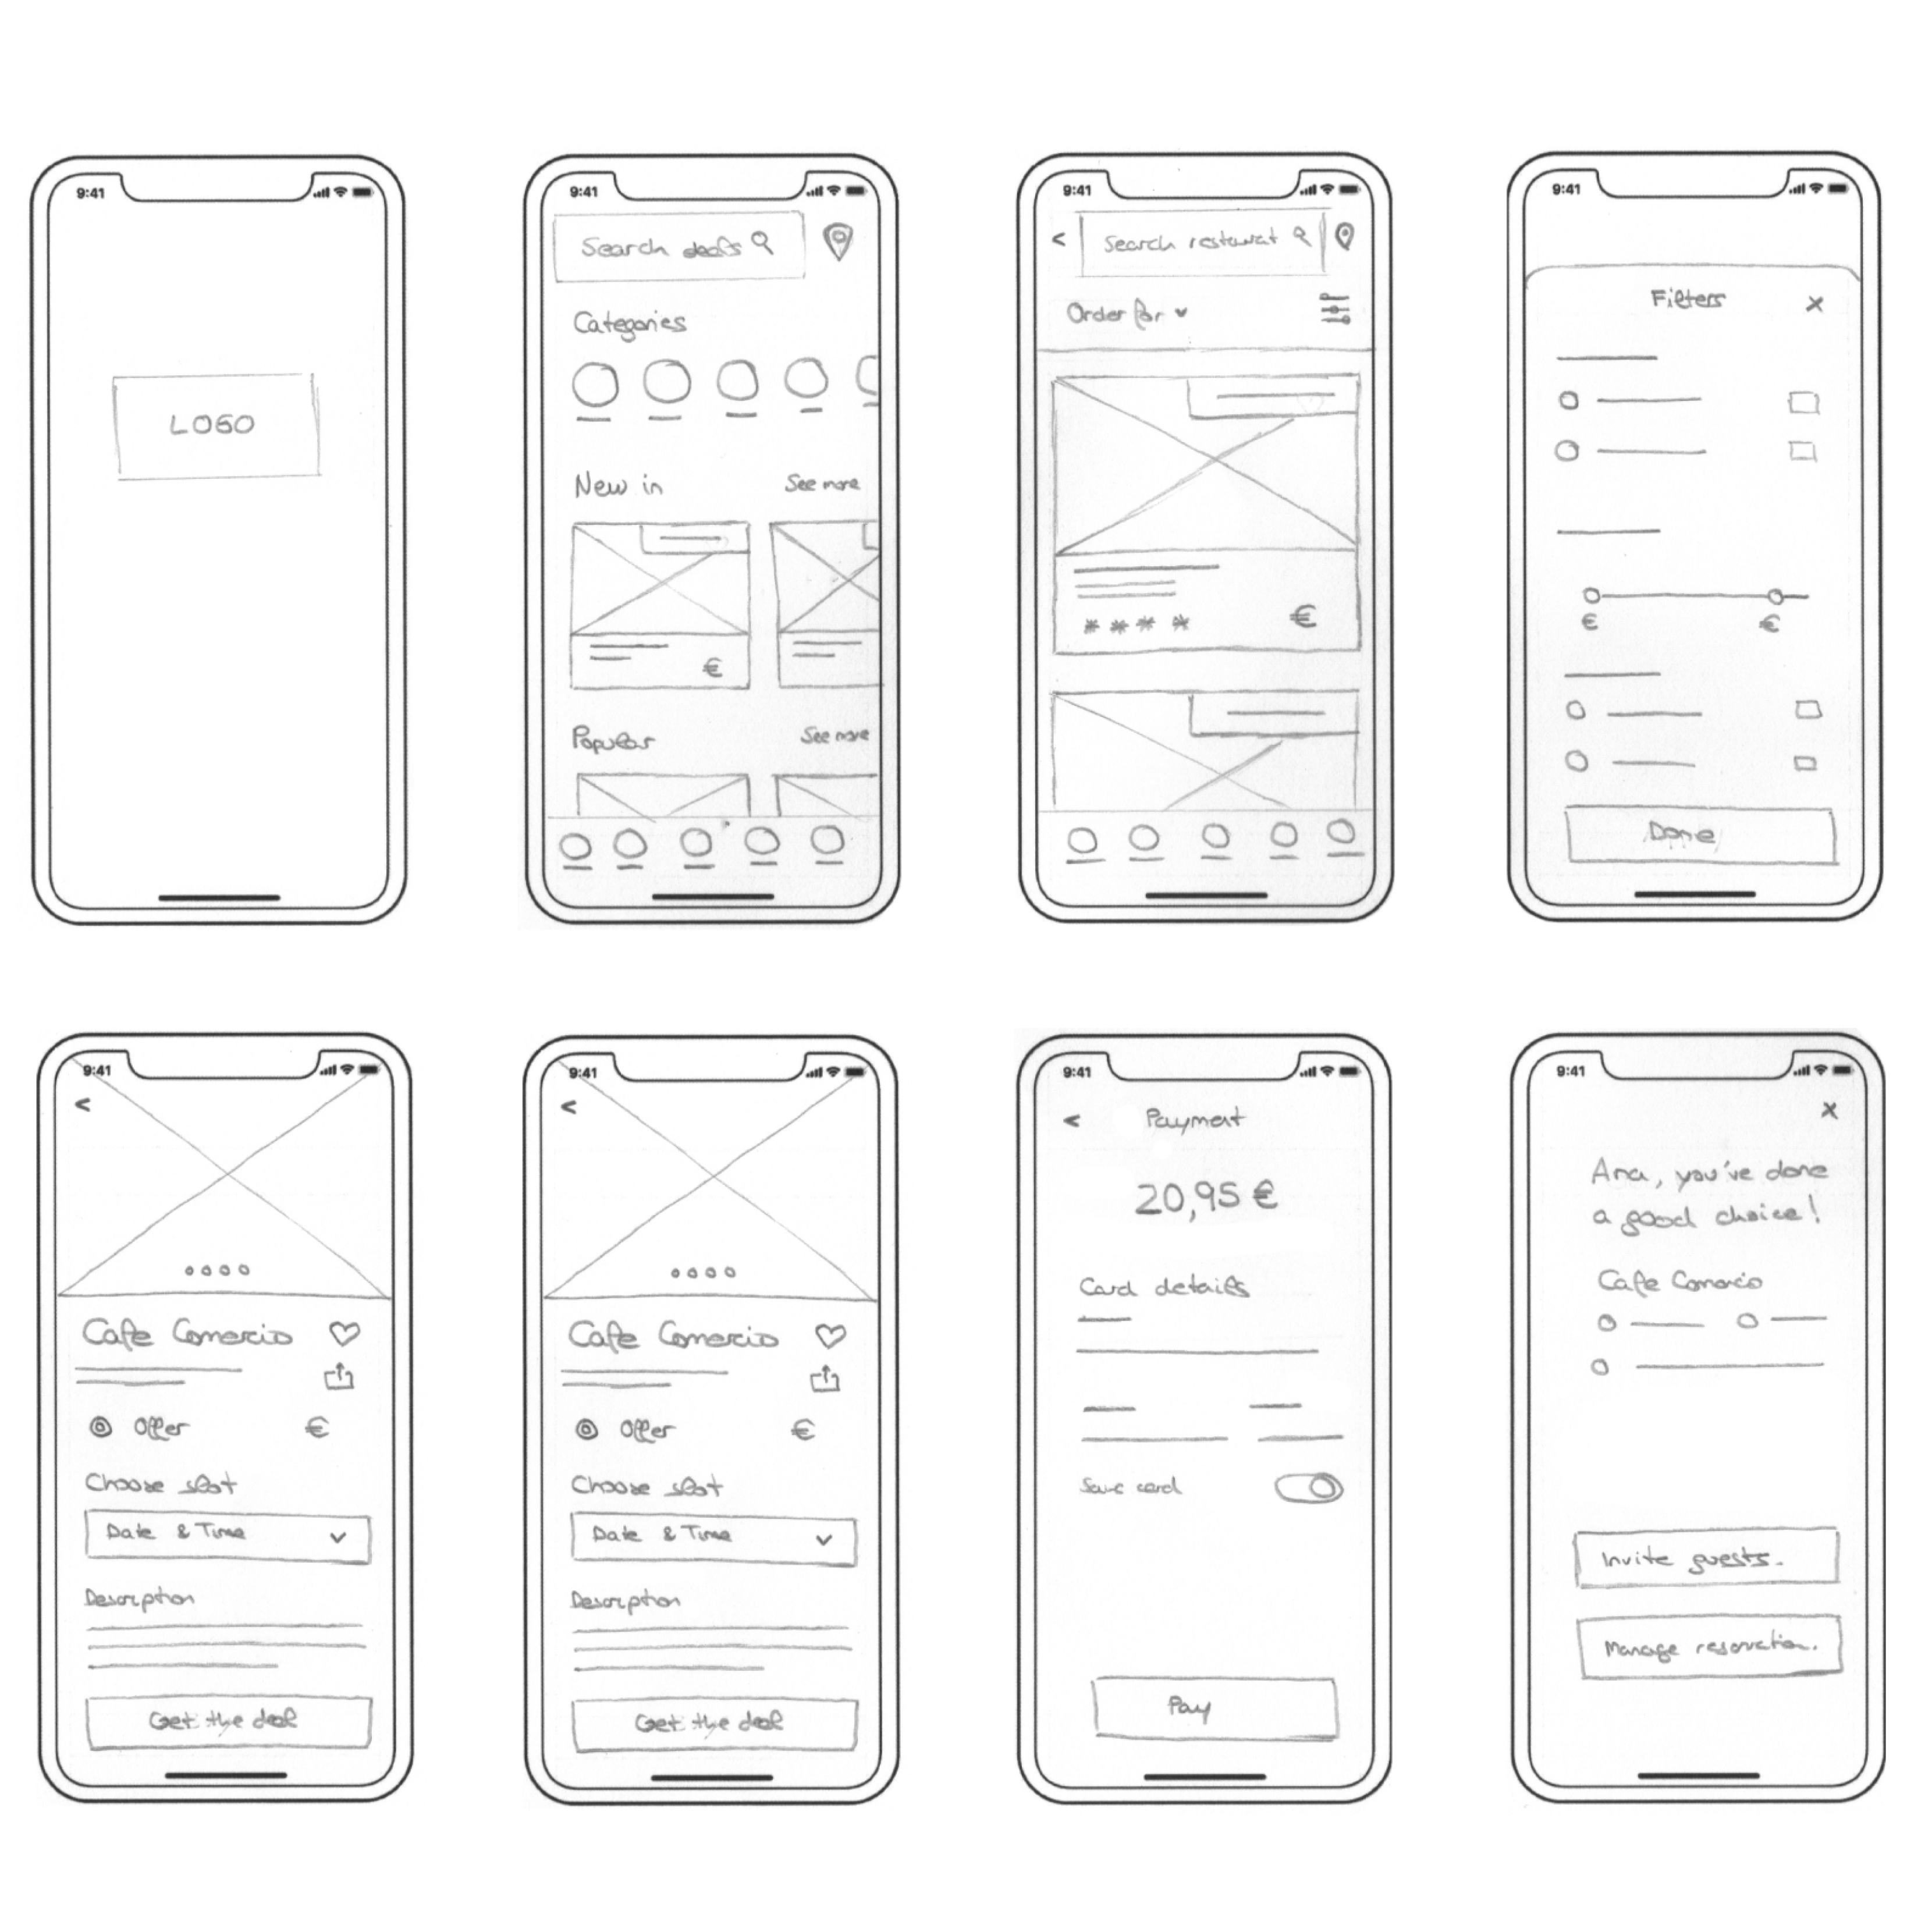 9:41
LOGO
9:41
Search deals
Categories
New in See more
€
Popular See more
9:41
< Search restaurat
Order for
€
9:41
Filters X
€ €
Done
9:41
<
Cafe Comercio
Offer €
Choose slot
Date & Time
Description
Get the deal
9:41
<
Cafe Comercio
Offer €
Choose slot
Date & Time
Description
Get the deal
9:41
< Payment
20,95 €
Card details
Save card
Pay
9:41
X
Ana, you've done
a good choice!
Cafe Comercio
Invite guests.
Manage reservation.